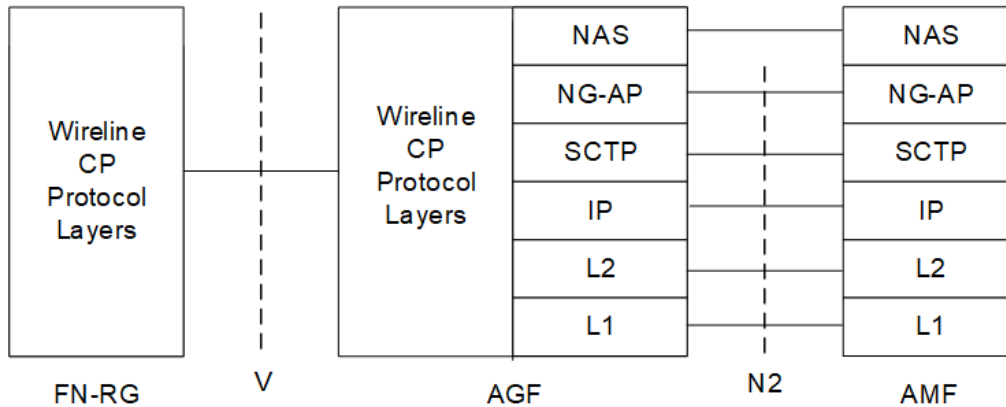 Wireline
CP
Protocol
Layers
Wireline
CP
Protocol
Layers
NAS
NG-AP
SCTP
IP
L2
L1
NAS
NG-AP
SCTP
IP
L2
L1
FN-RG
V
AGF
N2
AMF